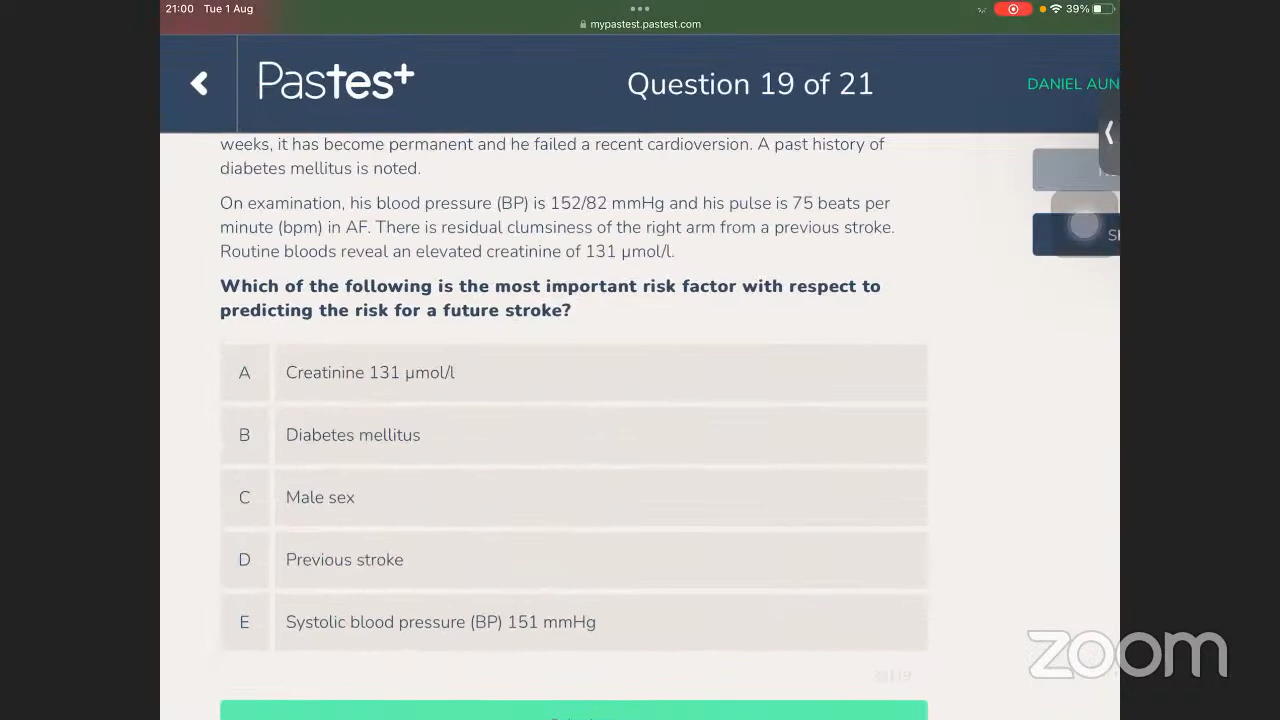 21:00 Tue 1 Aug
39%
mypastest.pastest.com
Pastest+
Question 19 of 21
DANIEL AUN
weeks, it has become permanent and he failed a recent cardioversion. A past history of
diabetes mellitus is noted.
On examination, his blood pressure (BP) is 152/82 mmHg and his pulse is 75 beats per
minute (bpm) in AF. There is residual clumsiness of the right arm from a previous stroke.
Routine bloods reveal an elevated creatinine of 131 μmol/l.
Which of the following is the most important risk factor with respect to
predicting the risk for a future stroke?
A Creatinine 131 μmol/l
B Diabetes mellitus
C Male sex
D Previous stroke
E Systolic blood pressure (BP) 151 mmHg
zoom